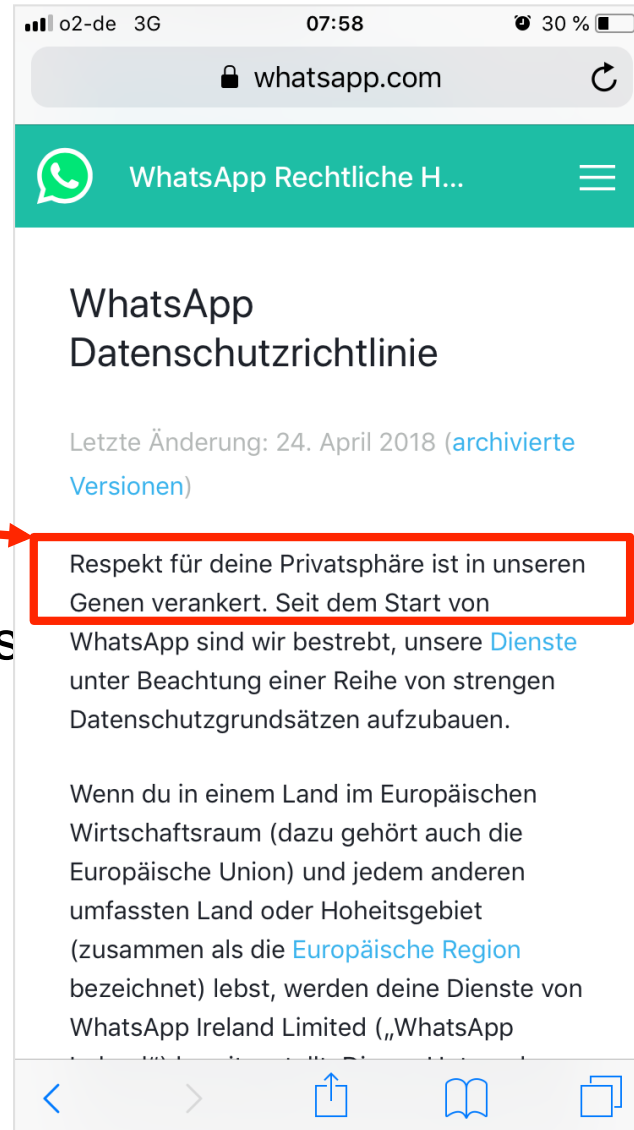 o2-de 3G 07:58 30 %
whatsapp.com
WhatsApp Rechtliche H...
WhatsApp
Datenschutzrichtlinie
Letzte Änderung: 24. April 2018 (archivierte
Versionen)
Respekt für deine Privatsphäre ist in unseren
Genen verankert. Seit dem Start von
s
WhatsApp sind wir bestrebt, unsere Dienste
unter Beachtung einer Reihe von strengen
Datenschutzgrundsätzen aufzubauen.
Wenn du in einem Land im Europäischen
Wirtschaftsraum (dazu gehört auch die
Europäische Union) und jedem anderen
umfassten Land oder Hoheitsgebiet
(zusammen als die Europäische Region
bezeichnet) lebst, werden deine Dienste von
WhatsApp Ireland Limited („WhatsApp